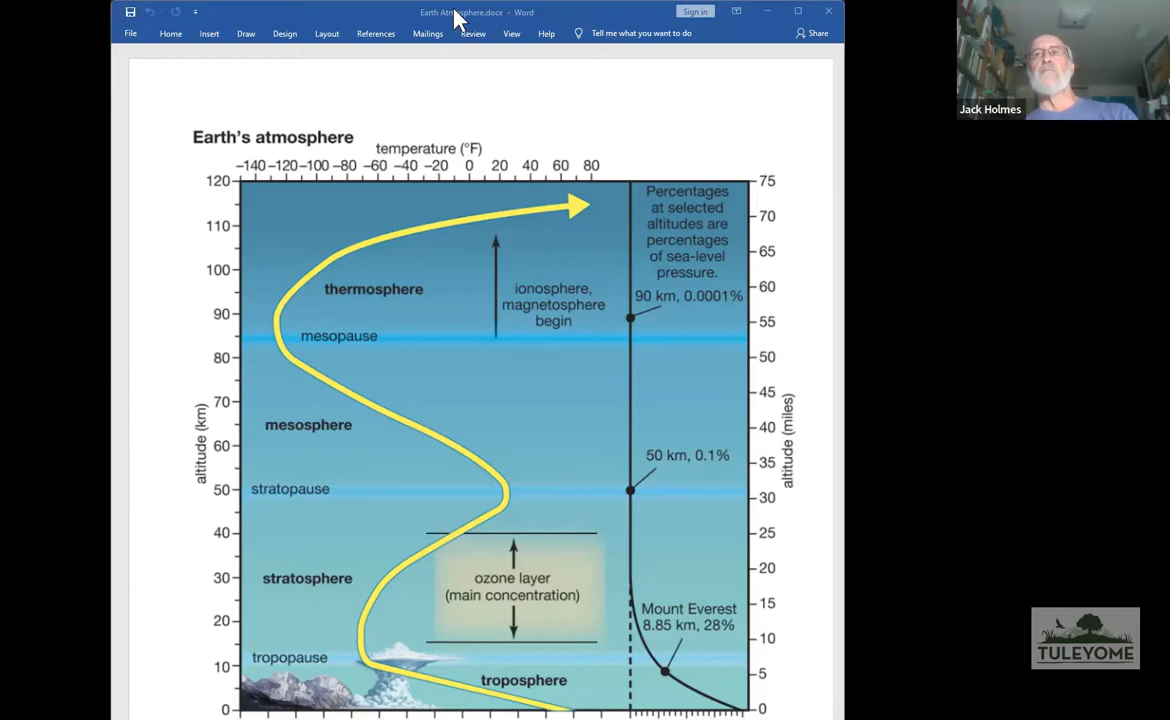 Earth Atmosphere.docx - Word
Sign in
File Home Insert Draw Design Layout References Mailings Review View Help Tell me what you want to do Share
Jack Holmes
Earth's atmosphere
temperature (°F)
−140 −120 −100 −80 −60 −40 −20 0 20 40 60 80
120
110
100
90
80
70
60
50
40
30
20
10
0
altitude (km)
75
70
65
60
55
50
45
40
35
30
25
20
15
10
5
0
altitude (miles)
Percentages
at selected
altitudes are
percentages
of sea-level
pressure.
thermosphere
ionosphere,
magnetosphere
begin
90 km, 0.0001%
mesopause
mesosphere
50 km, 0.1%
stratopause
stratosphere
ozone layer
(main concentration)
Mount Everest
8.85 km, 28%
tropopause
troposphere
TULEYOME